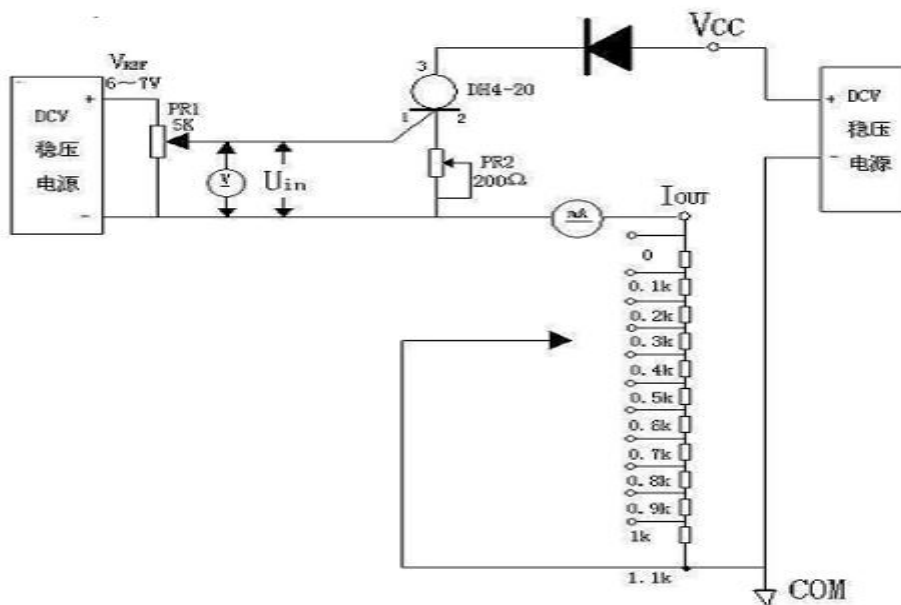 VCC
VREF
6～7V
3
DH4-20
+
DCV
稳压
电源
-
PR1
5K
1
2
V
Uin
PR2
200Ω
+
DCV
稳压
电源
-
mA
IOUT
0
0.1k
0.2k
0.3k
0.4k
0.5k
0.6k
0.7k
0.8k
0.9k
1k
1.1k
COM